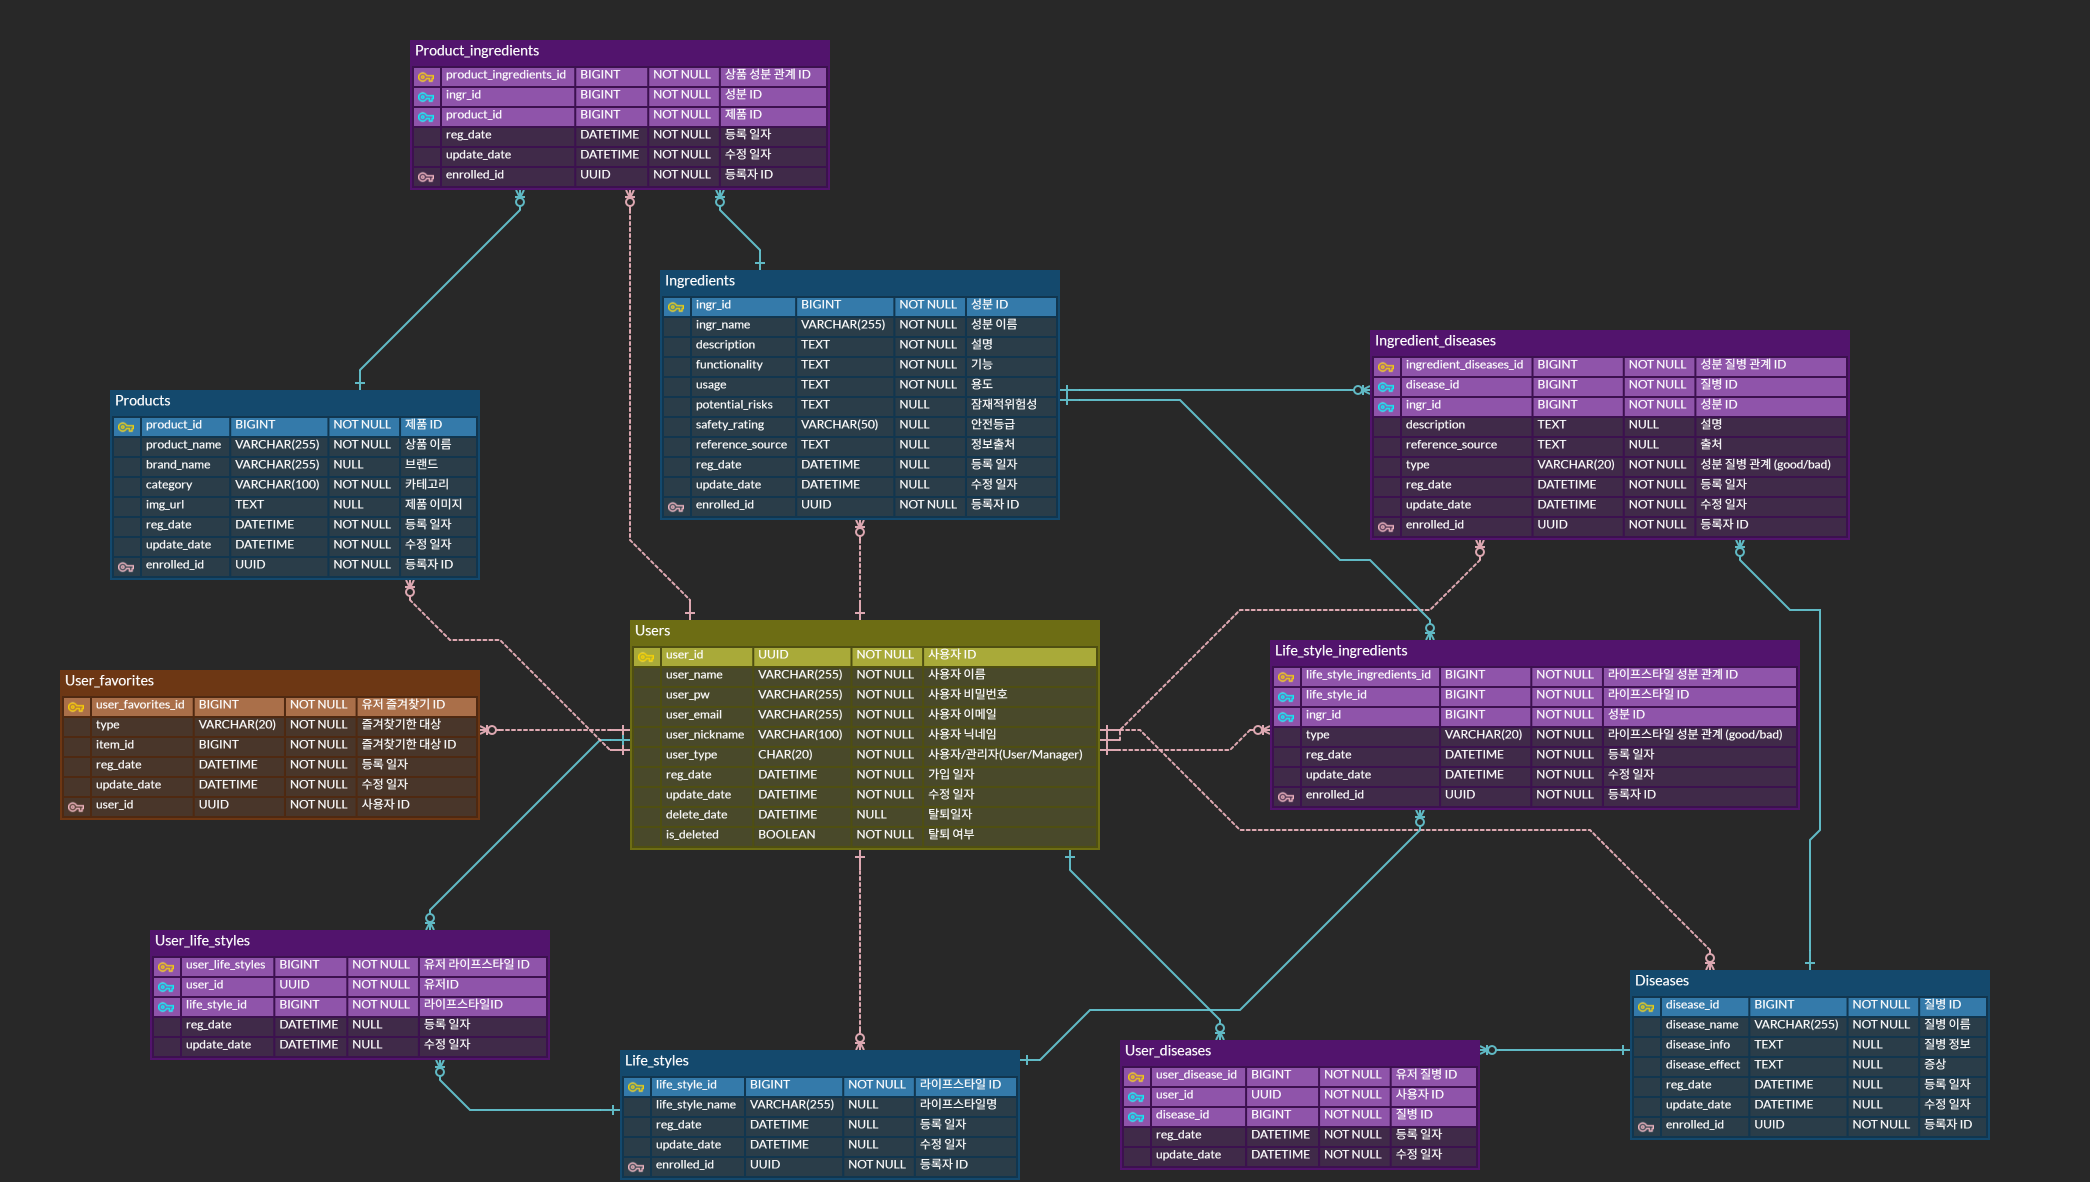 Product_ingredients
product_ingredients_id BIGINT NOT NULL 상품 성분 관계 ID
ingr_id BIGINT NOT NULL 성분 ID
product_id BIGINT NOT NULL 제품 ID
reg_date DATETIME NOT NULL 등록 일자
update_date DATETIME NOT NULL 수정 일자
enrolled_id UUID NOT NULL 등록자 ID
Ingredients
ingr_id BIGINT NOT NULL 성분 ID
ingr_name VARCHAR(255) NOT NULL 성분 이름
description TEXT NOT NULL 설명
functionality TEXT NOT NULL 기능
usage TEXT NOT NULL 용도
potential_risks TEXT NULL 잠재적위험성
safety_rating VARCHAR(50) NULL 안전등급
reference_source TEXT NOT NULL 정보출처
reg_date DATETIME NULL 등록 일자
update_date DATETIME NULL 수정 일자
enrolled_id UUID NOT NULL 등록자 ID
Ingredient_diseases
ingredient_diseases_id BIGINT NOT NULL 성분 질병 관계 ID
disease_id BIGINT NOT NULL 질병 ID
ingr_id BIGINT NOT NULL 성분 ID
description TEXT NULL 설명
reference_source TEXT NULL 출처
type VARCHAR(20) NOT NULL 성분 질병 관계 (good/bad)
reg_date DATETIME NOT NULL 등록 일자
update_date DATETIME NOT NULL 수정 일자
enrolled_id UUID NOT NULL 등록자 ID
Products
product_id BIGINT NOT NULL 제품 ID
product_name VARCHAR(255) NOT NULL 상품 이름
brand_name VARCHAR(255) NULL 브랜드
category VARCHAR(100) NOT NULL 카테고리
img_url TEXT NULL 제품 이미지
reg_date DATETIME NOT NULL 등록 일자
update_date DATETIME NOT NULL 수정 일자
enrolled_id UUID NOT NULL 등록자 ID
Users
user_id UUID NOT NULL 사용자 ID
user_name VARCHAR(255) NOT NULL 사용자 이름
user_pw VARCHAR(255) NOT NULL 사용자 비밀번호
user_email VARCHAR(255) NOT NULL 사용자 이메일
user_nickname VARCHAR(100) NOT NULL 사용자 닉네임
user_type CHAR(20) NOT NULL 사용자/관리자(User/Manager)
reg_date DATETIME NOT NULL 가입 일자
update_date DATETIME NOT NULL 수정 일자
delete_date DATETIME NULL 탈퇴일자
is_deleted BOOLEAN NOT NULL 탈퇴 여부
Life_style_ingredients
life_style_ingredients_id BIGINT NOT NULL 라이프스타일 성분 관계 ID
life_style_id BIGINT NOT NULL 라이프스타일 ID
ingr_id BIGINT NOT NULL 성분 ID
type VARCHAR(20) NOT NULL 라이프스타일 성분 관계 (good/bad)
reg_date DATETIME NOT NULL 등록 일자
update_date DATETIME NOT NULL 수정 일자
enrolled_id UUID NOT NULL 등록자 ID
User_favorites
user_favorites_id BIGINT NOT NULL 유저 즐겨찾기 ID
type VARCHAR(20) NOT NULL 즐겨찾기한 대상
item_id BIGINT NOT NULL 즐겨찾기한 대상 ID
reg_date DATETIME NOT NULL 등록 일자
update_date DATETIME NOT NULL 수정 일자
user_id UUID NOT NULL 사용자 ID
User_life_styles
user_life_styles BIGINT NOT NULL 유저 라이프스타일 ID
user_id UUID NOT NULL 유저ID
life_style_id BIGINT NOT NULL 라이프스타일ID
reg_date DATETIME NULL 등록 일자
update_date DATETIME NULL 수정 일자
Life_styles
life_style_id BIGINT NOT NULL 라이프스타일 ID
life_style_name VARCHAR(255) NULL 라이프스타일명
reg_date DATETIME NULL 등록 일자
update_date DATETIME NULL 수정 일자
enrolled_id UUID NOT NULL 등록자 ID
User_diseases
user_disease_id BIGINT NOT NULL 유저 질병 ID
user_id UUID NOT NULL 사용자 ID
disease_id BIGINT NOT NULL 질병 ID
reg_date DATETIME NOT NULL 등록 일자
update_date DATETIME NOT NULL 수정 일자
Diseases
disease_id BIGINT NOT NULL 질병 ID
disease_name VARCHAR(255) NOT NULL 질병 이름
disease_info TEXT NULL 질병 정보
disease_effect TEXT NULL 증상
reg_date DATETIME NULL 등록 일자
update_date DATETIME NULL 수정 일자
enrolled_id UUID NOT NULL 등록자 ID